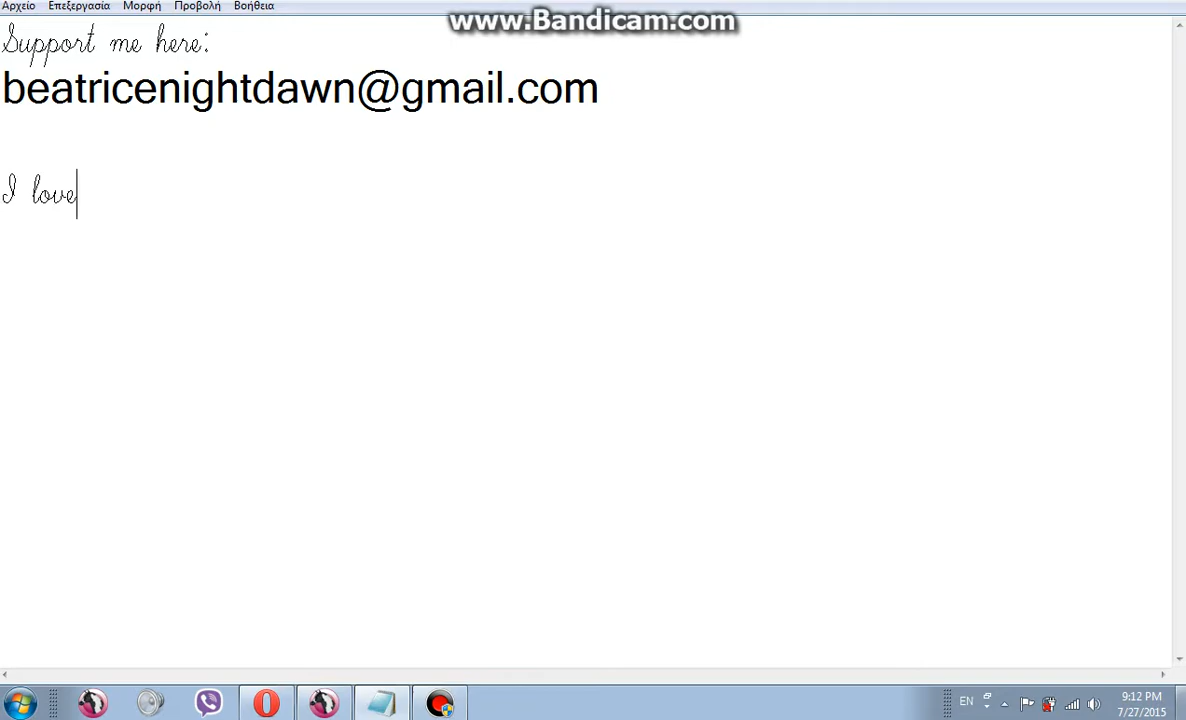 Αρχείο Επεξεργασία Μορφή Προβολή Βοήθεια
www.Bandicam.com
Support me here:
beatricenightdawn@gmail.com
I love
EN
9:12 PM
7/27/2015